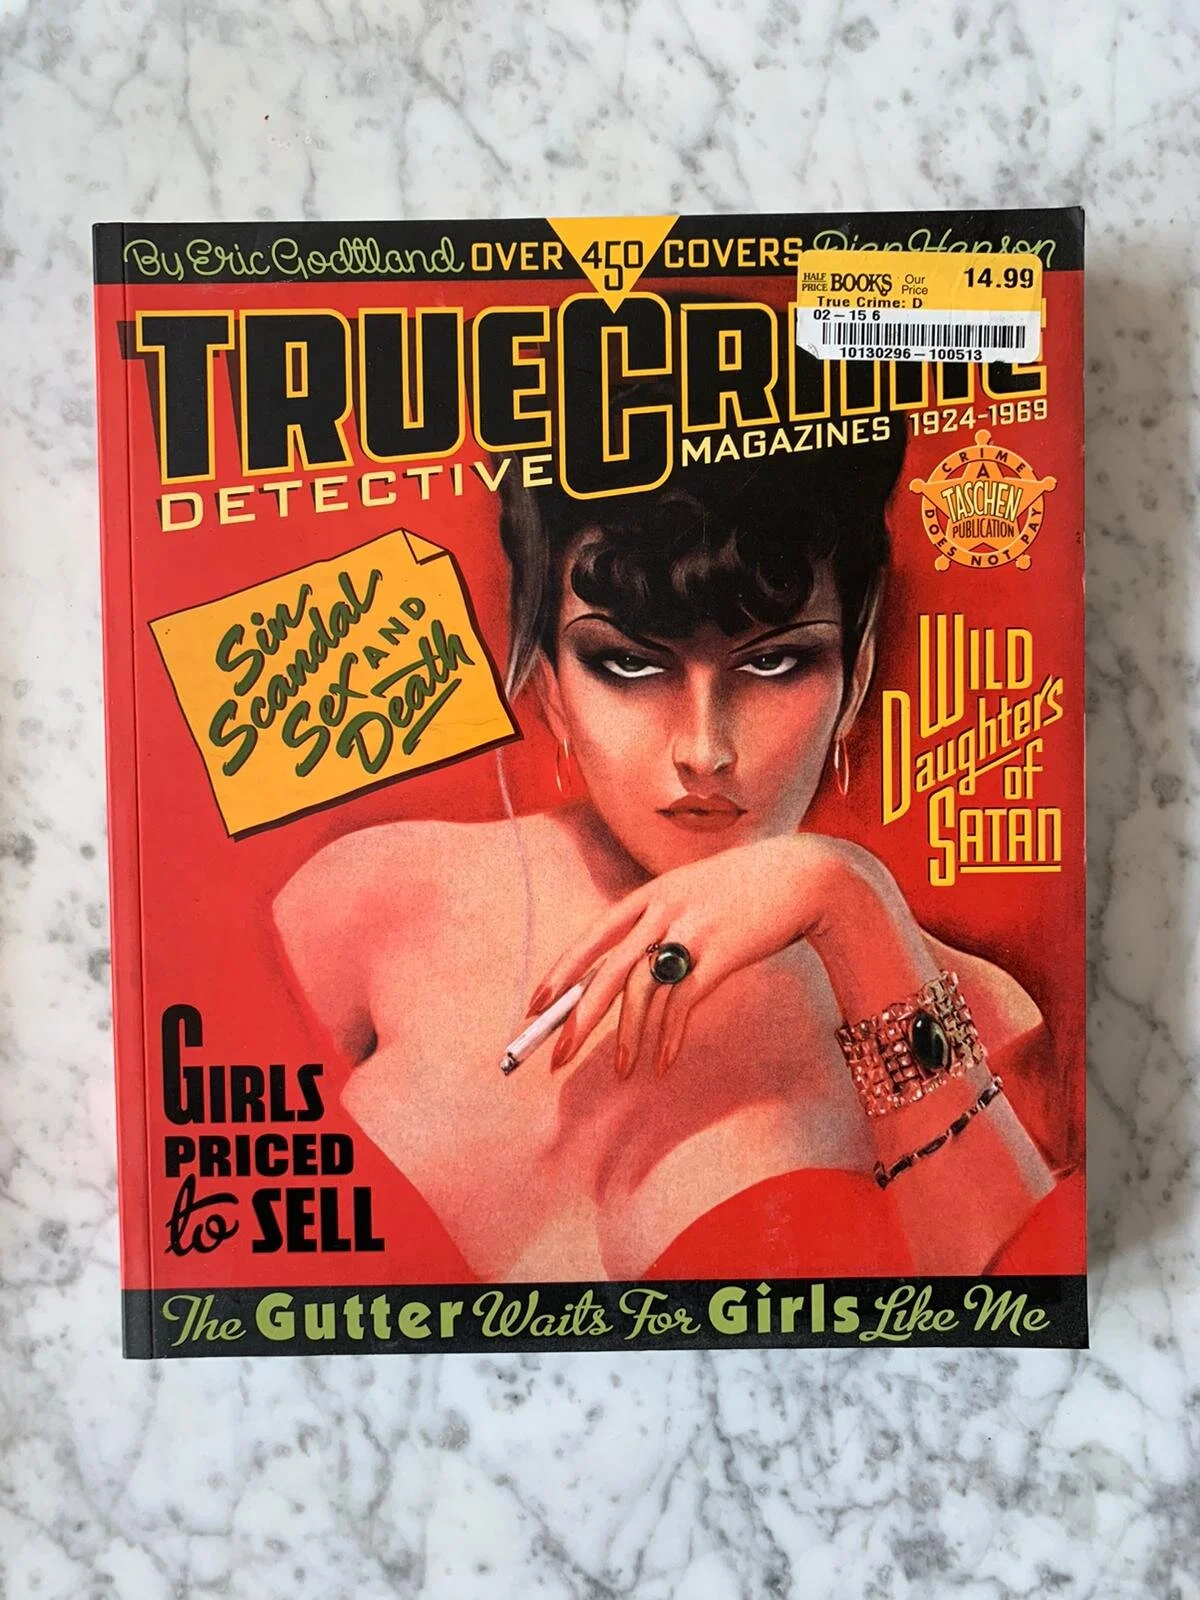 By Eric Godtland OVER 450 COVERS Dian Hanson
HALF PRICE BOOKS Our Price 14.99
True Crime: D
02-15 6
10130296-100513
TRUE CRIME
DETECTIVE MAGAZINES 1924-1969
CRIME DOES NOT PAY
A
TASCHEN
PUBLICATION
Sin
Scandal
Sex AND
Death
WILD
Daughters
of
SATAN
GIRLS
PRICED
to SELL
The Gutter Waits For Girls Like Me